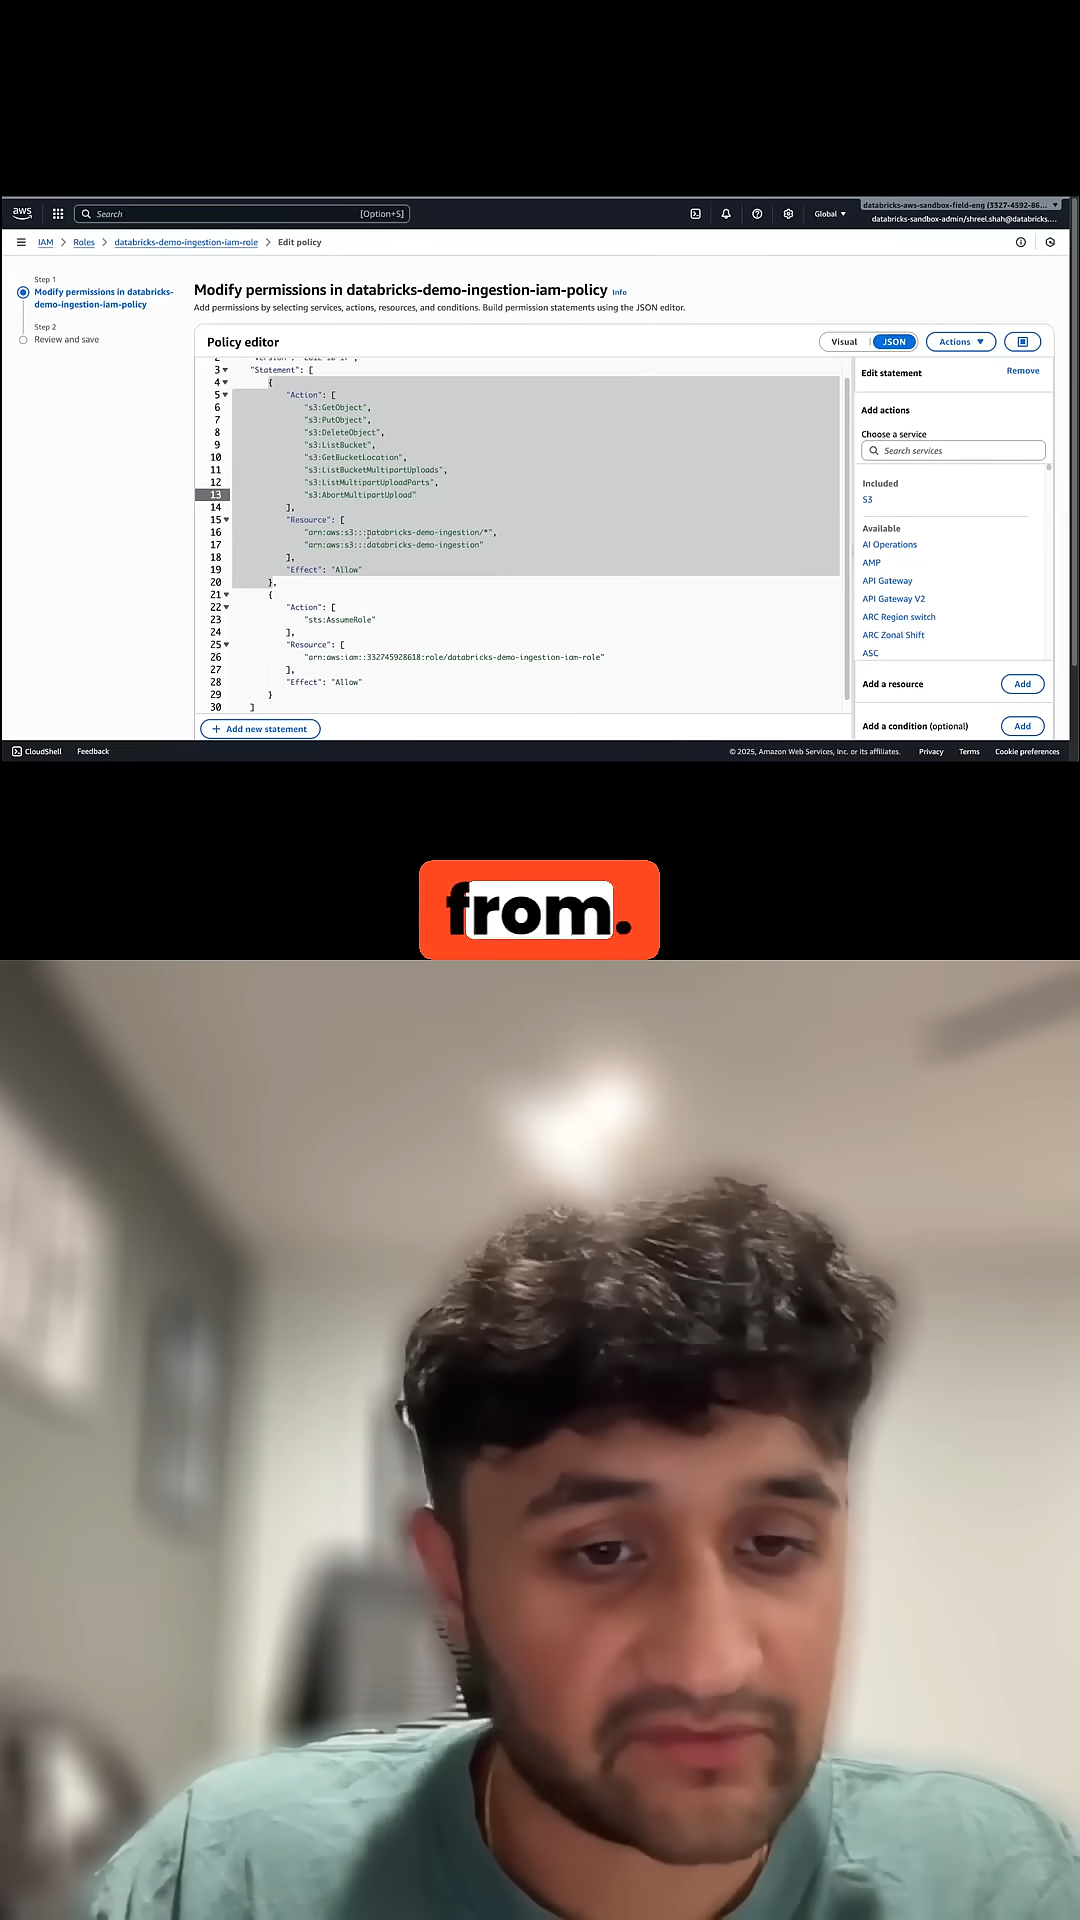 aws
Search
[Option+S]
Global
databricks-aws-sandbox-field-eng (3327-4592-86...
databricks-sandbox-admin/shreel.shah@databricks....
IAM > Roles > databricks-demo-ingestion-iam-role > Edit policy
Step 1
Modify permissions in databricks-
demo-ingestion-iam-policy
Step 2
Review and save
Modify permissions in databricks-demo-ingestion-iam-policy Info
Add permissions by selecting services, actions, resources, and conditions. Build permission statements using the JSON editor.
Policy editor
Visual
JSON
Actions
3 "Statement": [
4 {
5 "Action": [
6 "s3:GetObject",
7 "s3:PutObject",
8 "s3:DeleteObject",
9 "s3:ListBucket",
10 "s3:GetBucketLocation",
11 "s3:ListBucketMultipartUploads",
12 "s3:ListMultipartUploadParts",
13 "s3:AbortMultipartUpload"
14 ],
15 "Resource": [
16 "arn:aws:s3:::databricks-demo-ingestion/*",
17 "arn:aws:s3:::databricks-demo-ingestion"
18 ],
19 "Effect": "Allow"
20 },
21 {
22 "Action": [
23 "sts:AssumeRole"
24 ],
25 "Resource": [
26 "arn:aws:iam::332745928618:role/databricks-demo-ingestion-iam-role"
27 ],
28 "Effect": "Allow"
29 }
30 ]
+ Add new statement
Edit statement
Remove
Add actions
Choose a service
Search services
Included
S3
Available
AI Operations
AMP
API Gateway
API Gateway V2
ARC Region switch
ARC Zonal Shift
ASC
Add a resource
Add
Add a condition (optional)
Add
CloudShell
Feedback
© 2025, Amazon Web Services, Inc. or its affiliates.
Privacy
Terms
Cookie preferences
from.